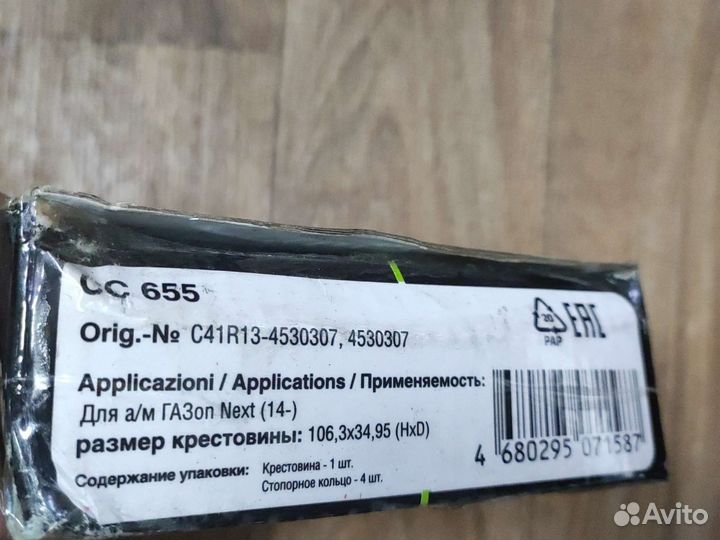 CC 655
Orig.-№ C41R13-4530307, 4530307
Applicazioni / Applications / Применяемость:
Для а/м ГАЗон Next (14-)
размер крестовины: 106,3x34,95 (HxD)
Содержание упаковки: Крестовина - 1 шт.
Стопорное кольцо - 4 шт.
20
PAP
EAC
4 680295 071587
Avito